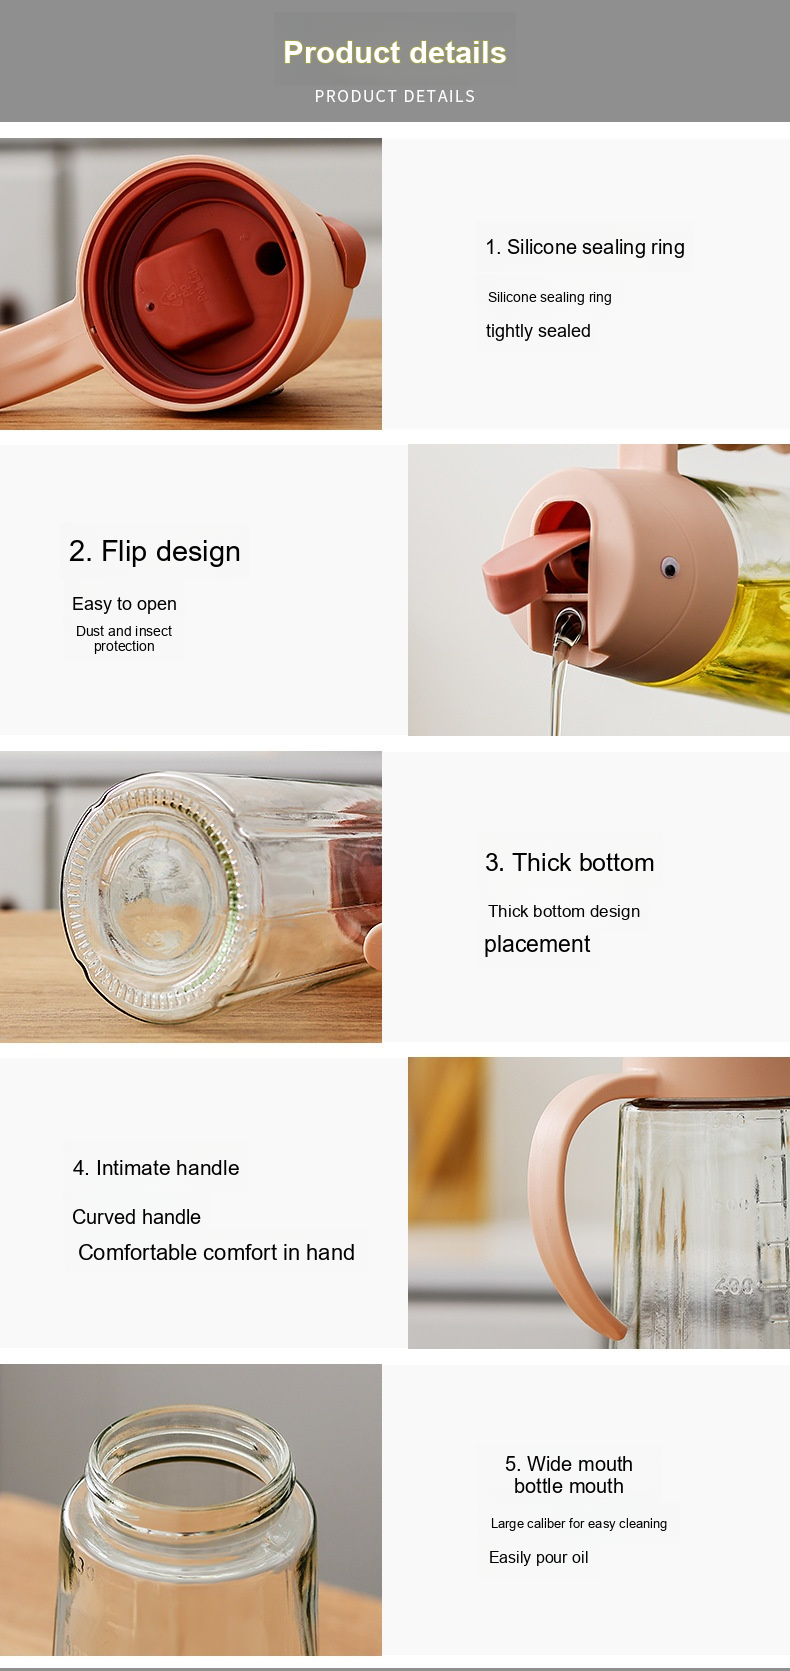 Product details
PRODUCT DETAILS
1. Silicone sealing ring
Silicone sealing ring
tightly sealed
2. Flip design
Easy to open
Dust and insect
protection
3. Thick bottom
Thick bottom design
placement
4. Intimate handle
Curved handle
Comfortable comfort in hand
400
5. Wide mouth
bottle mouth
Large caliber for easy cleaning
Easily pour oil